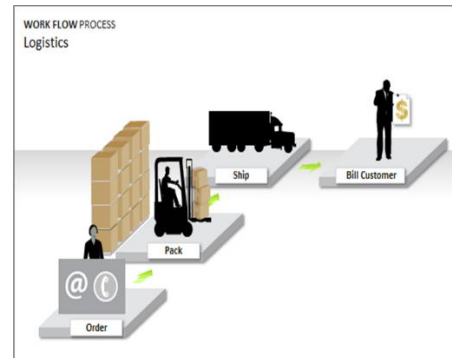 WORK FLOW PROCESS
Logistics
Ship
Bill Customer
$
Pack
@
Order